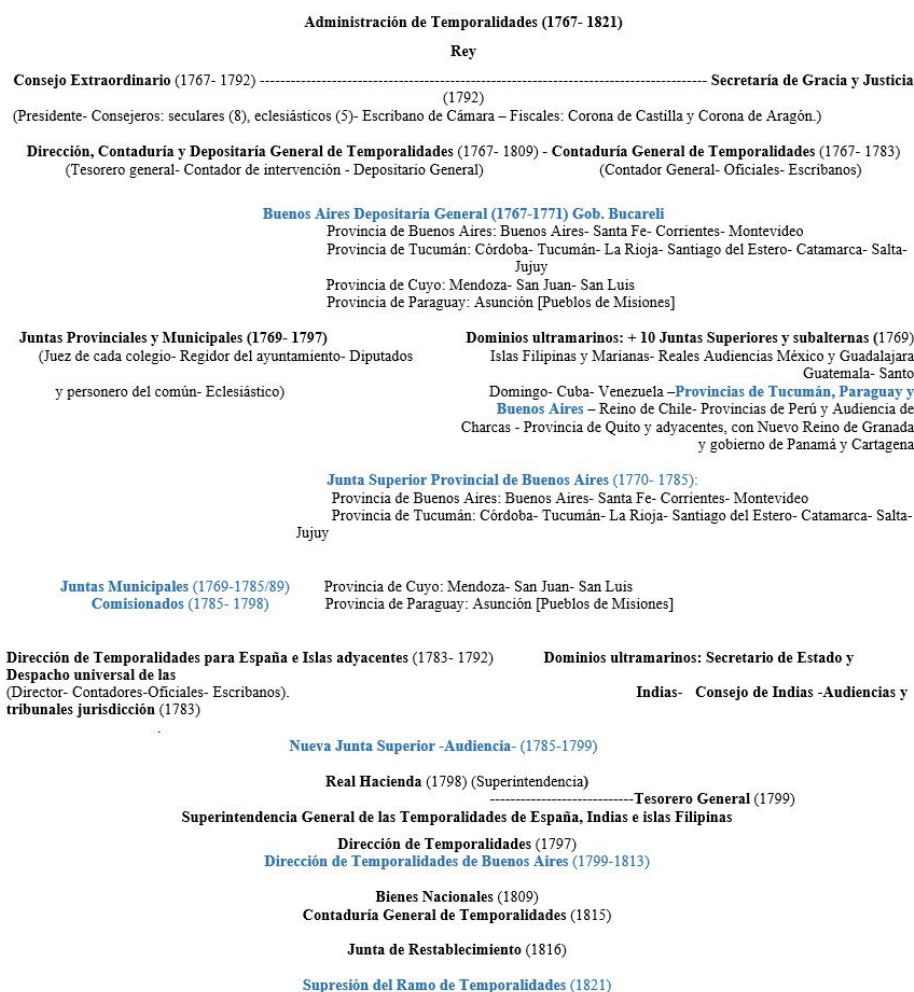 Administración de Temporalidades (1767- 1821)
Rey
Consejo Extraordinario (1767- 1792) ---------------------------------------------------------------------------------------- Secretaría de Gracia y Justicia
(1792)
(Presidente- Consejeros: seculares (8), eclesiásticos (5)- Escribano de Cámara – Fiscales: Corona de Castilla y Corona de Aragón.)
Dirección, Contaduría y Depositaría General de Temporalidades (1767- 1809) - Contaduría General de Temporalidades (1767- 1783)
(Tesorero general- Contador de intervención - Depositario General) (Contador General- Oficiales- Escribanos)
Buenos Aires Depositaría General (1767-1771) Gob. Bucareli
Provincia de Buenos Aires: Buenos Aires- Santa Fe- Corrientes- Montevideo
Provincia de Tucumán: Córdoba- Tucumán- La Rioja- Santiago del Estero- Catamarca- Salta-
Jujuy
Provincia de Cuyo: Mendoza- San Juan- San Luis
Provincia de Paraguay: Asunción [Pueblos de Misiones]
Juntas Provinciales y Municipales (1769- 1797)
(Juez de cada colegio- Regidor del ayuntamiento- Diputados
y personero del común- Eclesiástico)
Dominios ultramarinos: + 10 Juntas Superiores y subalternas (1769)
Islas Filipinas y Marianas- Reales Audiencias México y Guadalajara
Guatemala- Santo
Domingo- Cuba- Venezuela –Provincias de Tucumán, Paraguay y
Buenos Aires – Reino de Chile- Provincias de Perú y Audiencia de
Charcas - Provincia de Quito y adyacentes, con Nuevo Reino de Granada
y gobierno de Panamá y Cartagena
Junta Superior Provincial de Buenos Aires (1770- 1785):
Provincia de Buenos Aires: Buenos Aires- Santa Fe- Corrientes- Montevideo
Provincia de Tucumán: Córdoba- Tucumán- La Rioja- Santiago del Estero- Catamarca- Salta-
Jujuy
Juntas Municipales (1769-1785/89) Provincia de Cuyo: Mendoza- San Juan- San Luis
Comisionados (1785- 1798) Provincia de Paraguay: Asunción [Pueblos de Misiones]
Dirección de Temporalidades para España e Islas adyacentes (1783- 1792) Dominios ultramarinos: Secretario de Estado y
Despacho universal de las
(Director- Contadores-Oficiales- Escribanos). Indias- Consejo de Indias -Audiencias y
tribunales jurisdicción (1783)
Nueva Junta Superior -Audiencia- (1785-1799)
Real Hacienda (1798) (Superintendencia)
----------------------------Tesorero General (1799)
Superintendencia General de las Temporalidades de España, Indias e islas Filipinas
Dirección de Temporalidades (1797)
Dirección de Temporalidades de Buenos Aires (1799-1813)
Bienes Nacionales (1809)
Contaduría General de Temporalidades (1815)
Junta de Restablecimiento (1816)
Supresión del Ramo de Temporalidades (1821)